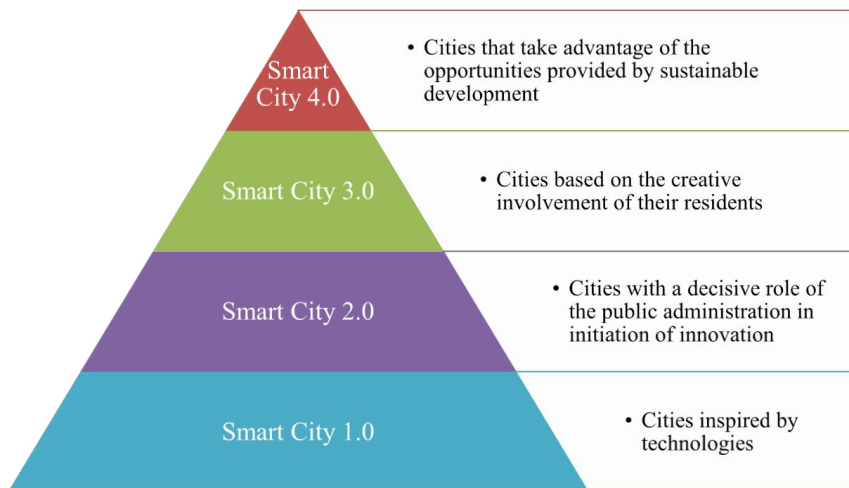 Smart
City 4.0
• Cities that take advantage of the
opportunities provided by sustainable
development
Smart City 3.0
• Cities based on the creative
involvement of their residents
Smart City 2.0
• Cities with a decisive role of
the public administration in
initiation of innovation
Smart City 1.0
• Cities inspired by
technologies